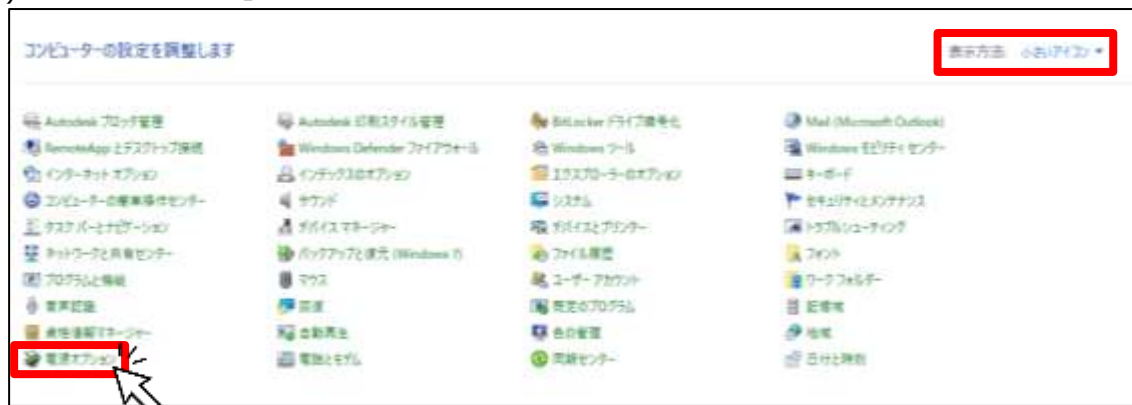 コンピューターの設定を調整します
表示方法: 小さいアイコン
Autodesk プロッタ管理 Autodesk 印刷スタイル管理 BitLocker ドライブ暗号化 Mail (Microsoft Outlook)
RemoteApp とデスクトップ接続 Windows Defender ファイアウォール Windows ツール Windows モビリティ センター
インターネット オプション インデックスのオプション エクスプローラーのオプション キーボード
コンピューターの簡単操作センター サウンド システム セキュリティとメンテナンス
タスク バーとナビゲーション デバイス マネージャー デバイスとプリンター トラブルシューティング
ネットワークと共有センター バックアップと復元 (Windows 7) ファイル履歴 フォント
プログラムと機能 マウス ユーザー アカウント ワーク フォルダー
音声認識 回復 既定のプログラム 記憶域
資格情報マネージャー 自動再生 色の管理 地域
電源オプション 電話とモデム 同期センター 日付と時刻